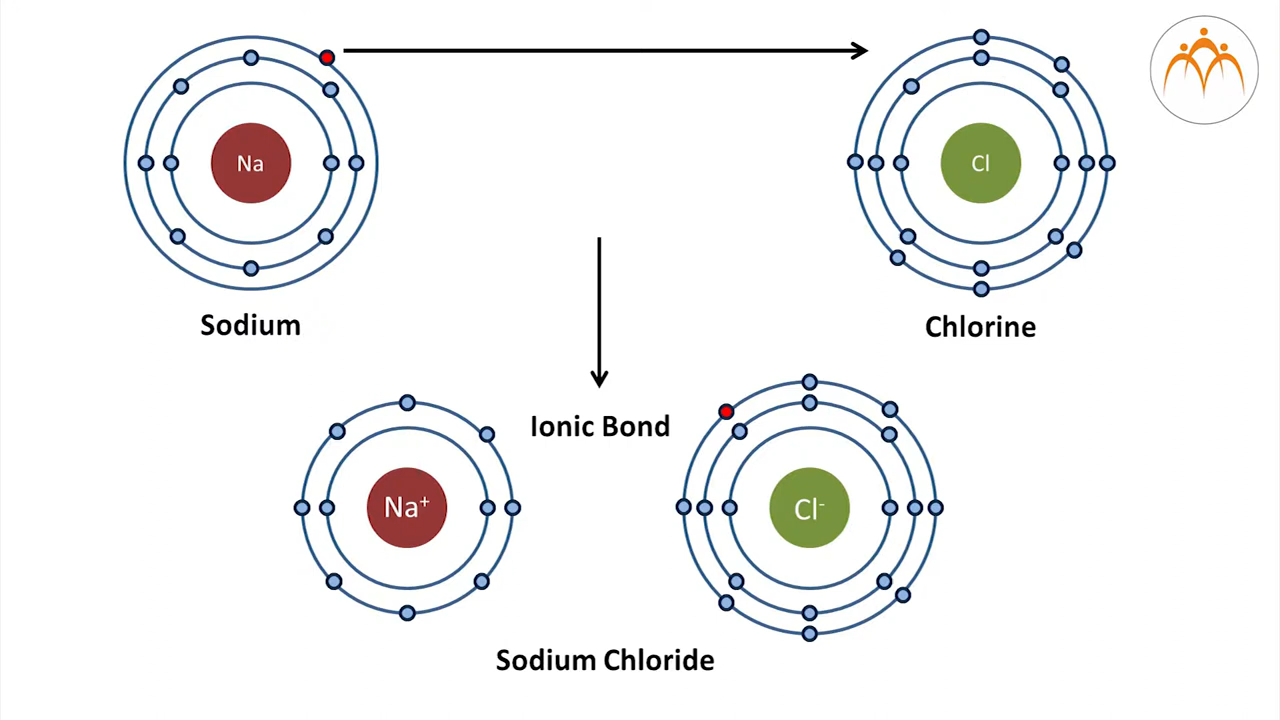 Na
Cl
Sodium
Chlorine
Ionic Bond
Na⁺
Cl⁻
Sodium Chloride